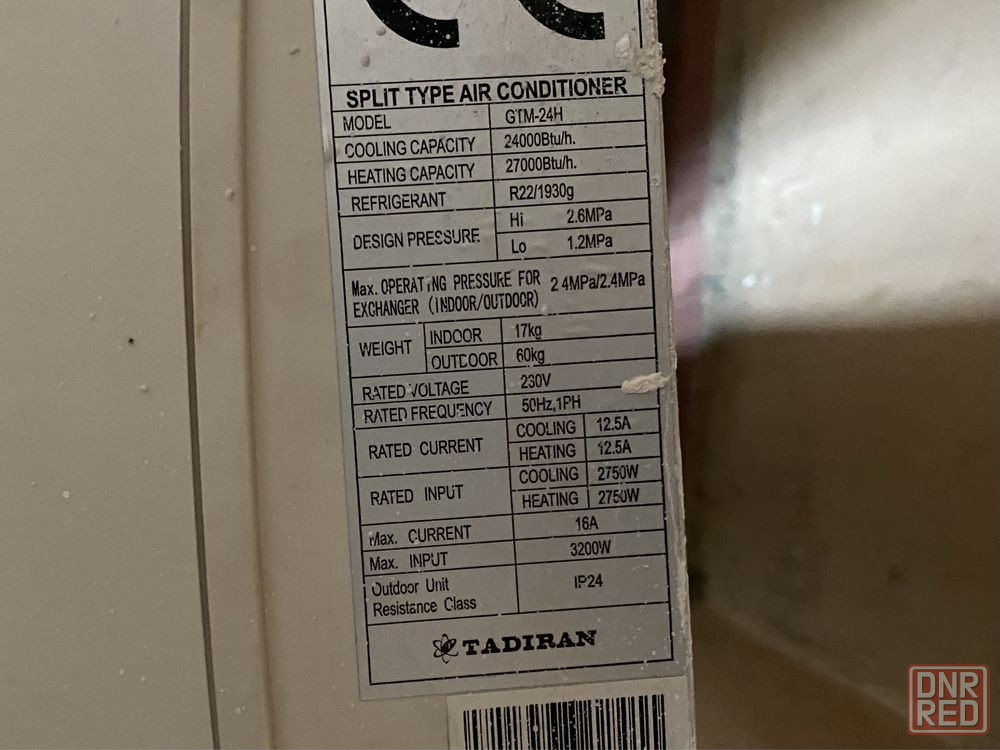 CE
SPLIT TYPE AIR CONDITIONER
MODEL GTM-24H
COOLING CAPACITY 24000Btu/h.
HEATING CAPACITY 27000Btu/h.
REFRIGERANT R22/1930g
DESIGN PRESSURE Hi 2.6MPa
Lo 1.2MPa
Max. OPERATING PRESSURE FOR
EXCHANGER (INDOOR/OUTDOOR) 2 4MPa/2.4MPa
WEIGHT INDOOR 17kg
OUTDOOR 60kg
RATED VOLTAGE 230V
RATED FREQUENCY 50Hz,1PH
RATED CURRENT COOLING 12.5A
HEATING 12.5A
RATED INPUT COOLING 2750W
HEATING 2750W
Max. CURRENT 16A
Max. INPUT 3200W
Outdoor Unit
Resistance Class IP24
TADIRAN
DNR
RED